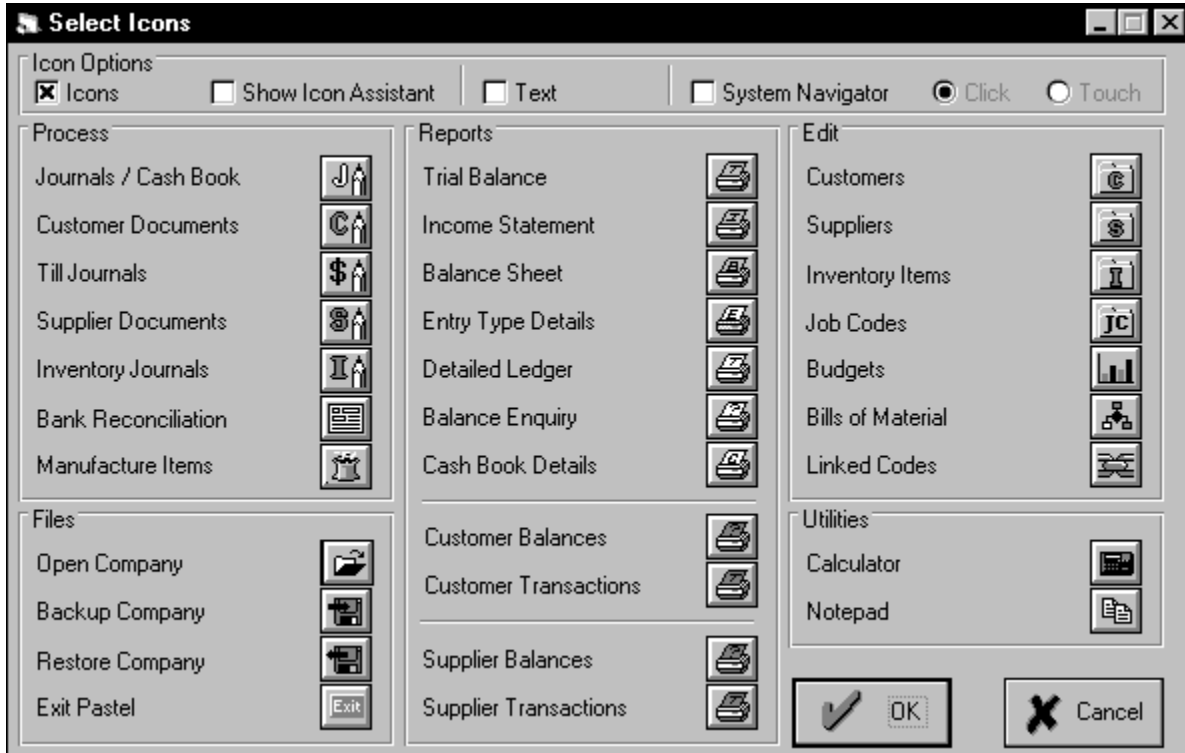 Select Icons
Icon Options
Icons Show Icon Assistant Text System Navigator Click Touch
Process
Journals / Cash Book
Customer Documents
Till Journals
Supplier Documents
Inventory Journals
Bank Reconciliation
Manufacture Items
Files
Open Company
Backup Company
Restore Company
Exit Pastel Exit
Reports
Trial Balance
Income Statement
Balance Sheet
Entry Type Details
Detailed Ledger
Balance Enquiry
Cash Book Details
Customer Balances
Customer Transactions
Supplier Balances
Supplier Transactions
Edit
Customers C
Suppliers S
Inventory Items I
Job Codes JC
Budgets
Bills of Material
Linked Codes
Utilities
Calculator
Notepad
OK Cancel